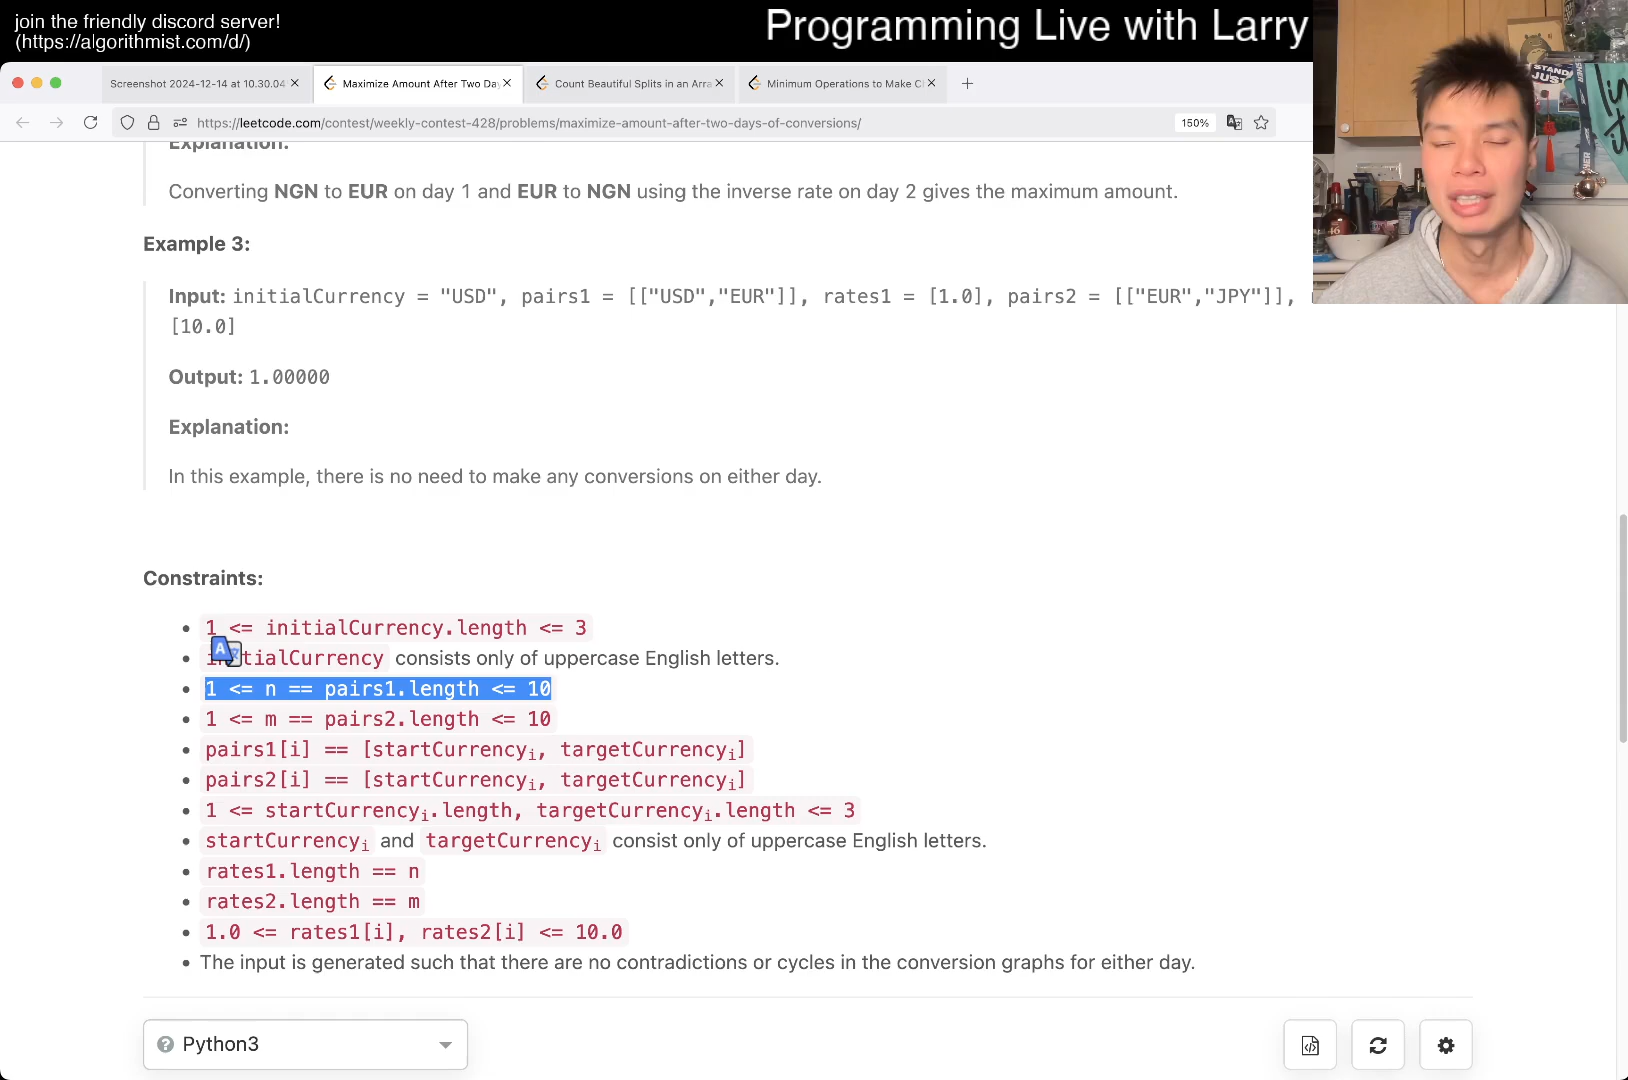 join the friendly discord server!
(https://algorithmist.com/d/)
Programming Live with Larry
Screenshot 2024-12-14 at 10.30.04
Maximize Amount After Two Day
Count Beautiful Splits in an Arra
Minimum Operations to Make C
https://leetcode.com/contest/weekly-contest-428/problems/maximize-amount-after-two-days-of-conversions/
150%
Explanation:
Converting NGN to EUR on day 1 and EUR to NGN using the inverse rate on day 2 gives the maximum amount.
Example 3:
Input: initialCurrency = "USD", pairs1 = [["USD","EUR"]], rates1 = [1.0], pairs2 = [["EUR","JPY"]],
[10.0]
Output: 1.00000
Explanation:
In this example, there is no need to make any conversions on either day.
Constraints:
1 <= initialCurrency.length <= 3
initialCurrency consists only of uppercase English letters.
1 <= n == pairs1.length <= 10
1 <= m == pairs2.length <= 10
pairs1[i] == [startCurrencyi, targetCurrencyi]
pairs2[i] == [startCurrencyi, targetCurrencyi]
1 <= startCurrencyi.length, targetCurrencyi.length <= 3
startCurrencyi and targetCurrencyi consist only of uppercase English letters.
rates1.length == n
rates2.length == m
1.0 <= rates1[i], rates2[i] <= 10.0
The input is generated such that there are no contradictions or cycles in the conversion graphs for either day.
Python3